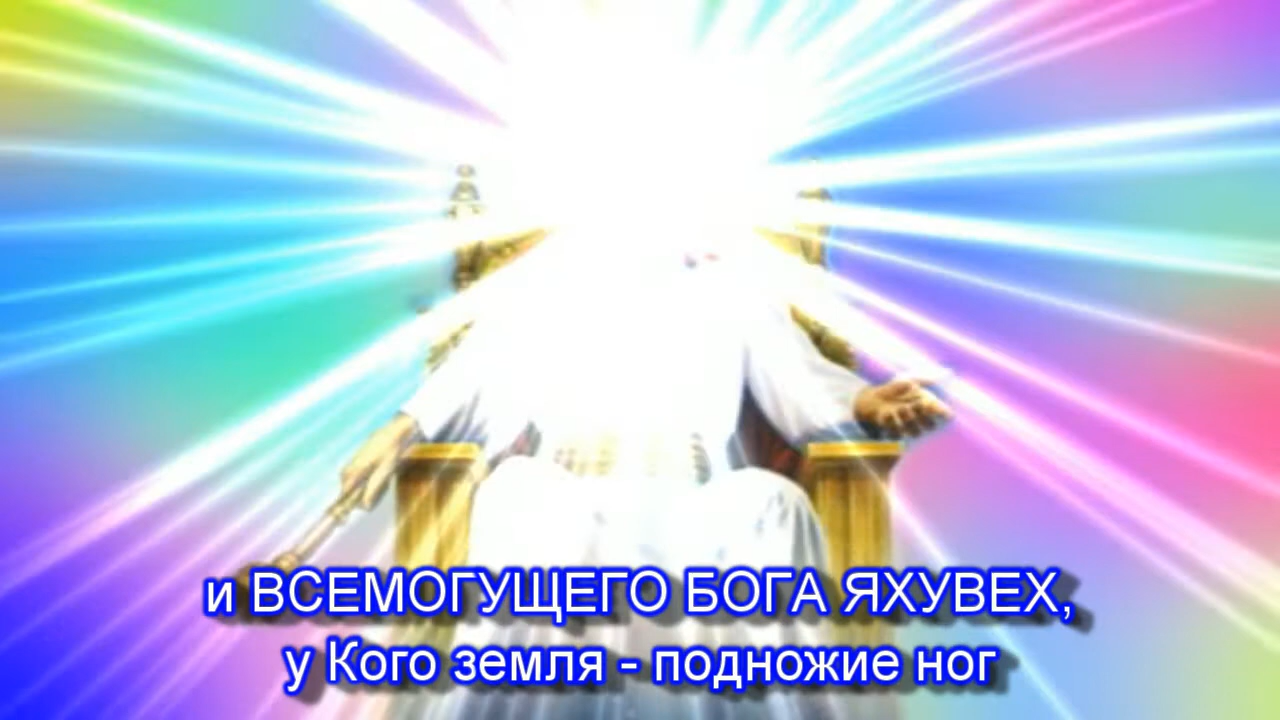 и ВСЕМОГУЩЕГО БОГА ЯХУВЕХ,
у Кого земля - подножие ног